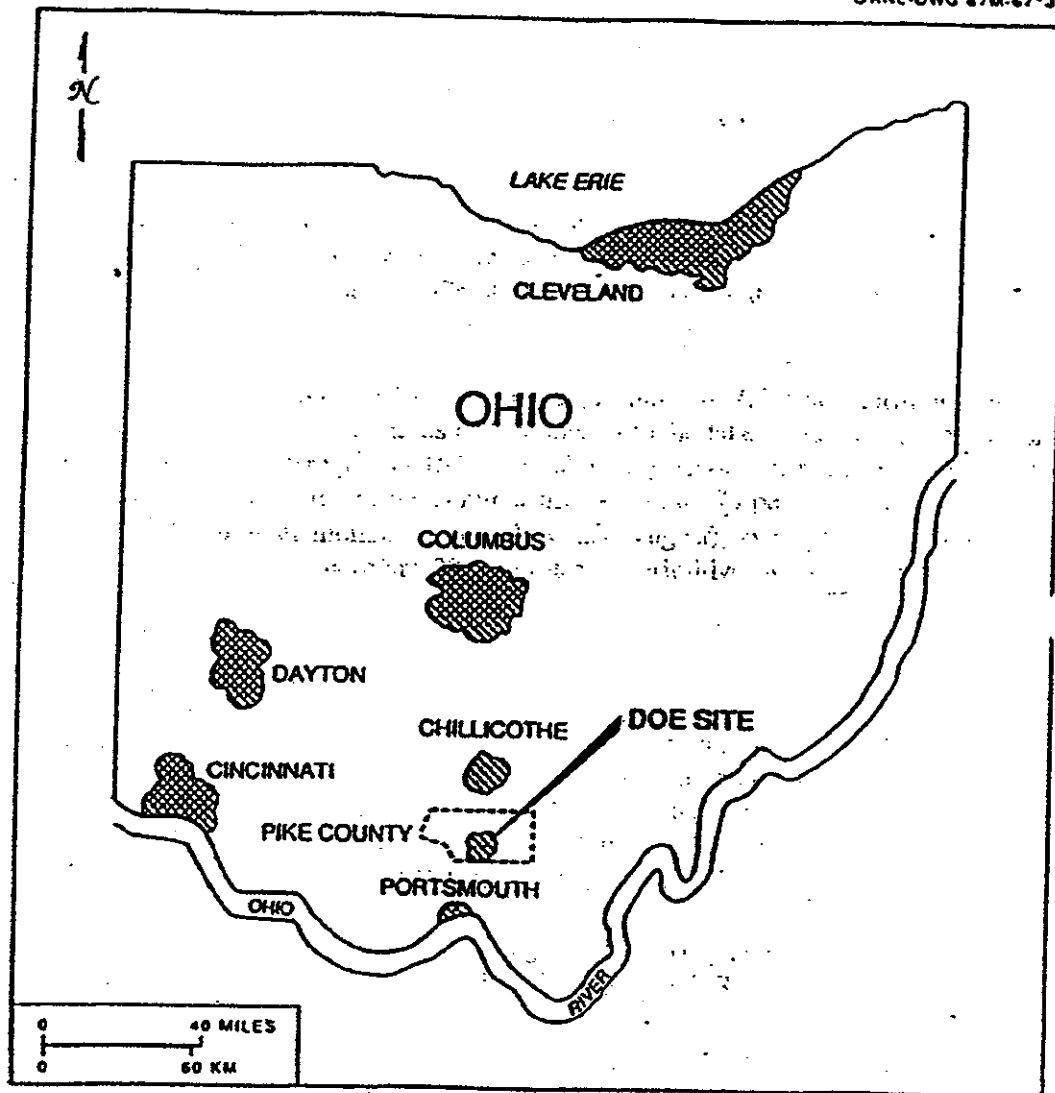 N
LAKE ERIE
CLEVELAND
OHIO
COLUMBUS
DAYTON
CHILLICOTHE
DOE SITE
CINCINNATI
PIKE COUNTY
PORTSMOUTH
OHIO
RIVER
0 40 MILES
0 60 KM